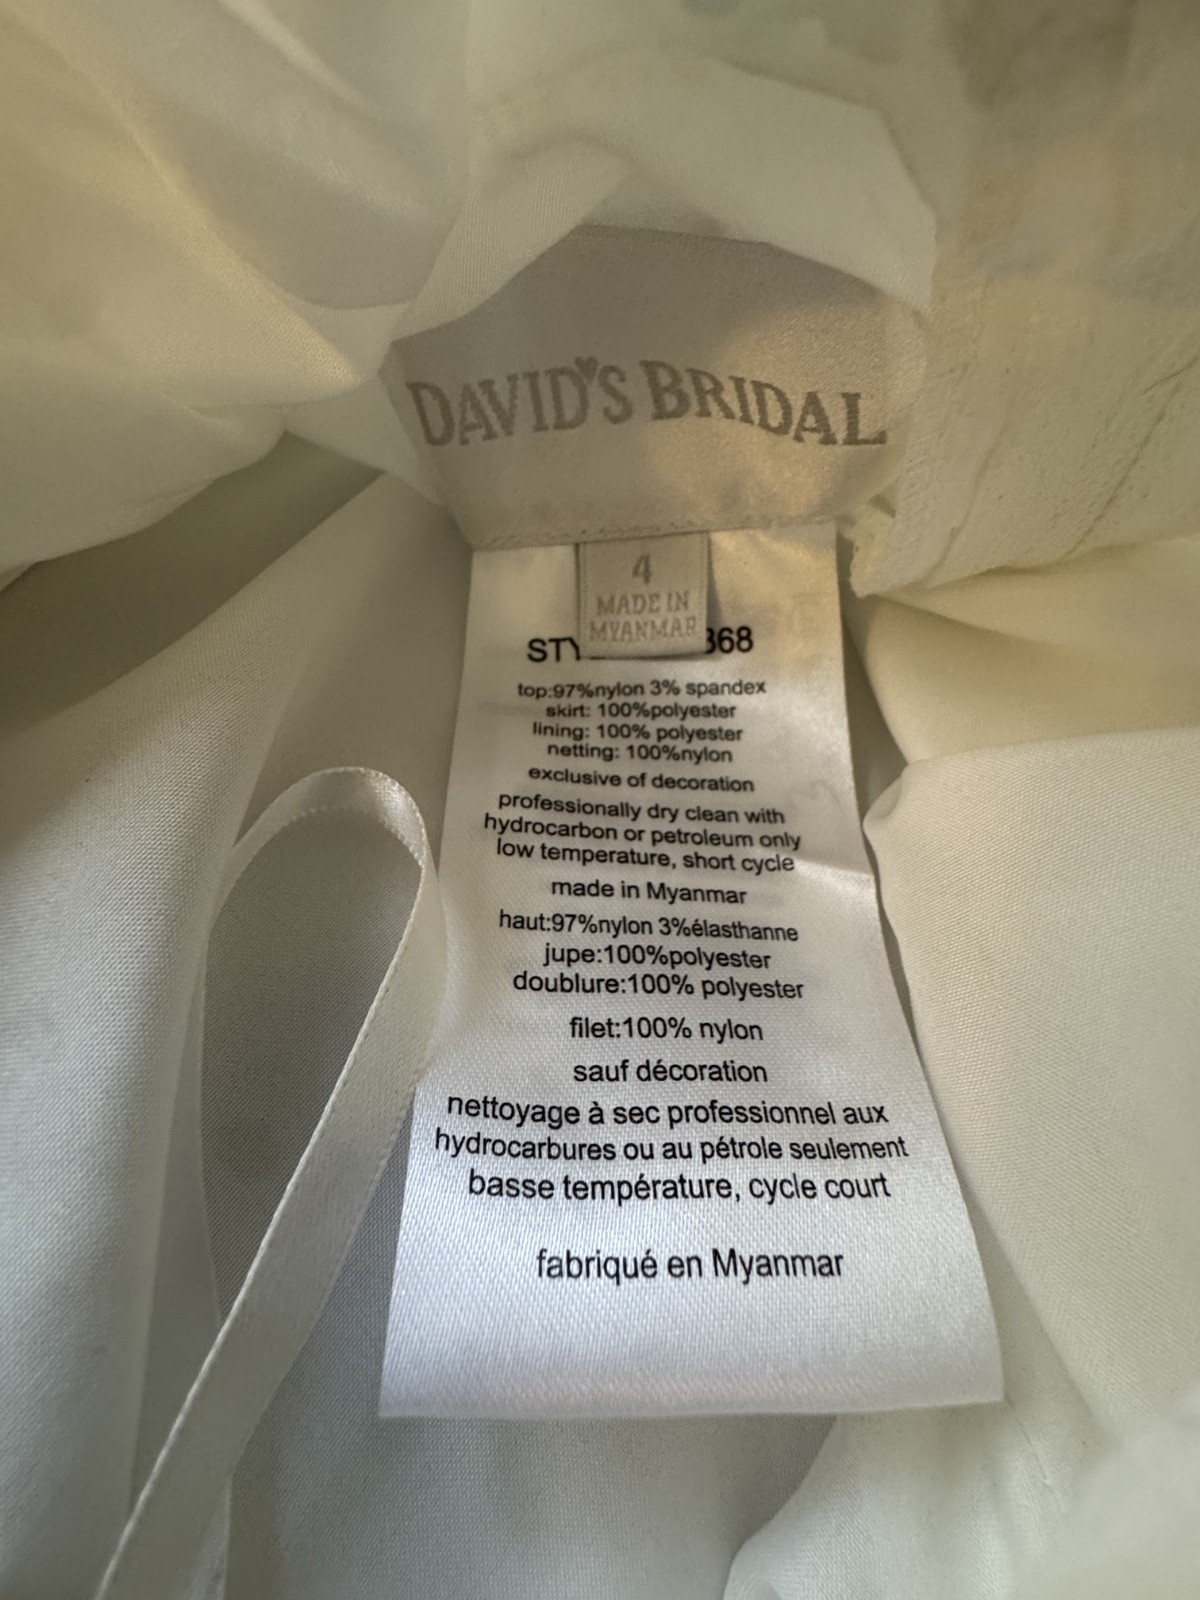 DAVID'S BRIDAL
4
MADE IN
MYANMAR
368
top:97%nylon 3% spandex
skirt: 100%polyester
lining: 100% polyester
netting: 100%nylon
exclusive of decoration
professionally dry clean with
hydrocarbon or petroleum only
low temperature, short cycle
made in Myanmar
haut:97%nylon 3%élasthanne
jupe:100%polyester
doublure:100% polyester
filet:100% nylon
sauf décoration
nettoyage à sec professionnel aux
hydrocarbures ou au pétrole seulement
basse température, cycle court
fabriqué en Myanmar